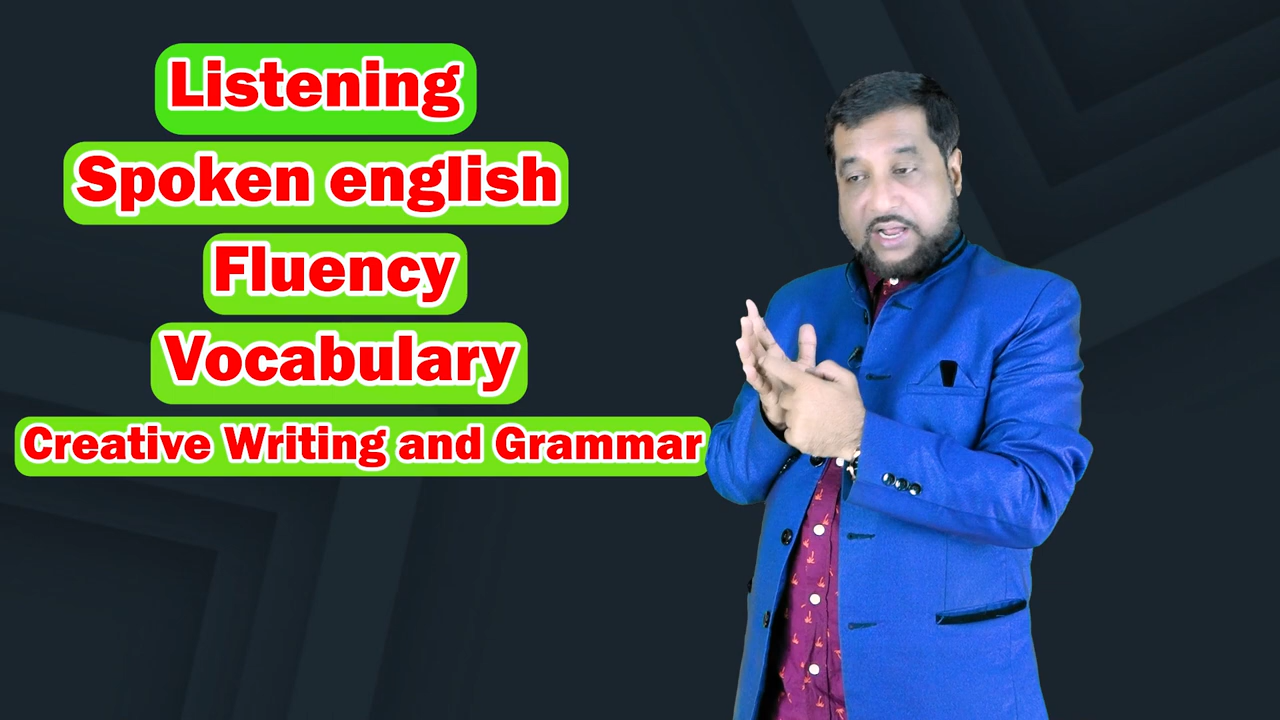 Listening
Spoken english
Fluency
Vocabulary
Creative Writing and Grammar